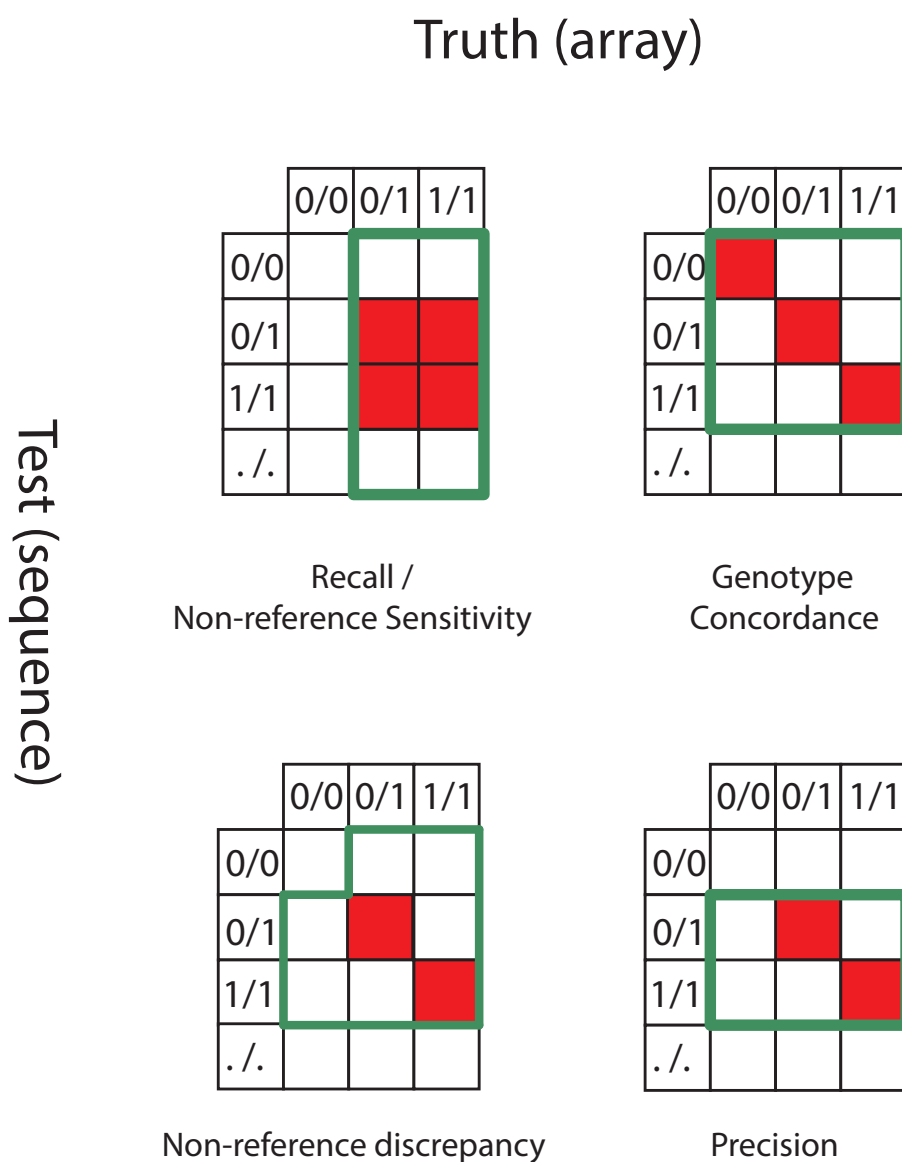 Truth (array)
Test (sequence)
0/0 0/1 1/1
0/0
0/1
1/1
./.
Recall /
Non-reference Sensitivity
0/0 0/1 1/1
0/0
0/1
1/1
./.
Genotype
Concordance
0/0 0/1 1/1
0/0
0/1
1/1
./.
Non-reference discrepancy
0/0 0/1 1/1
0/0
0/1
1/1
./.
Precision